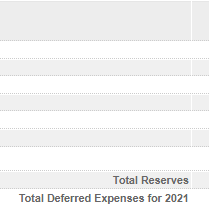 Total Reserves
Total Deferred Expenses for 2021